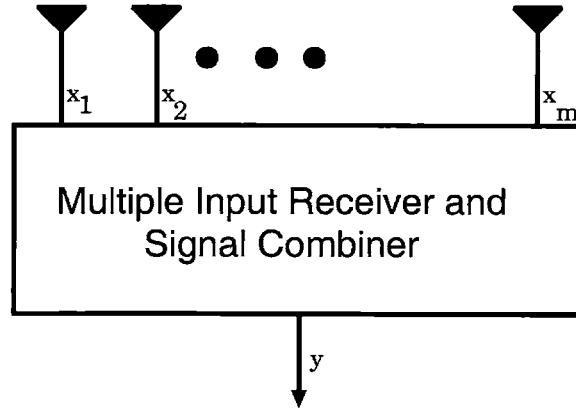 x1 x2 xm
Multiple Input Receiver and
Signal Combiner
y